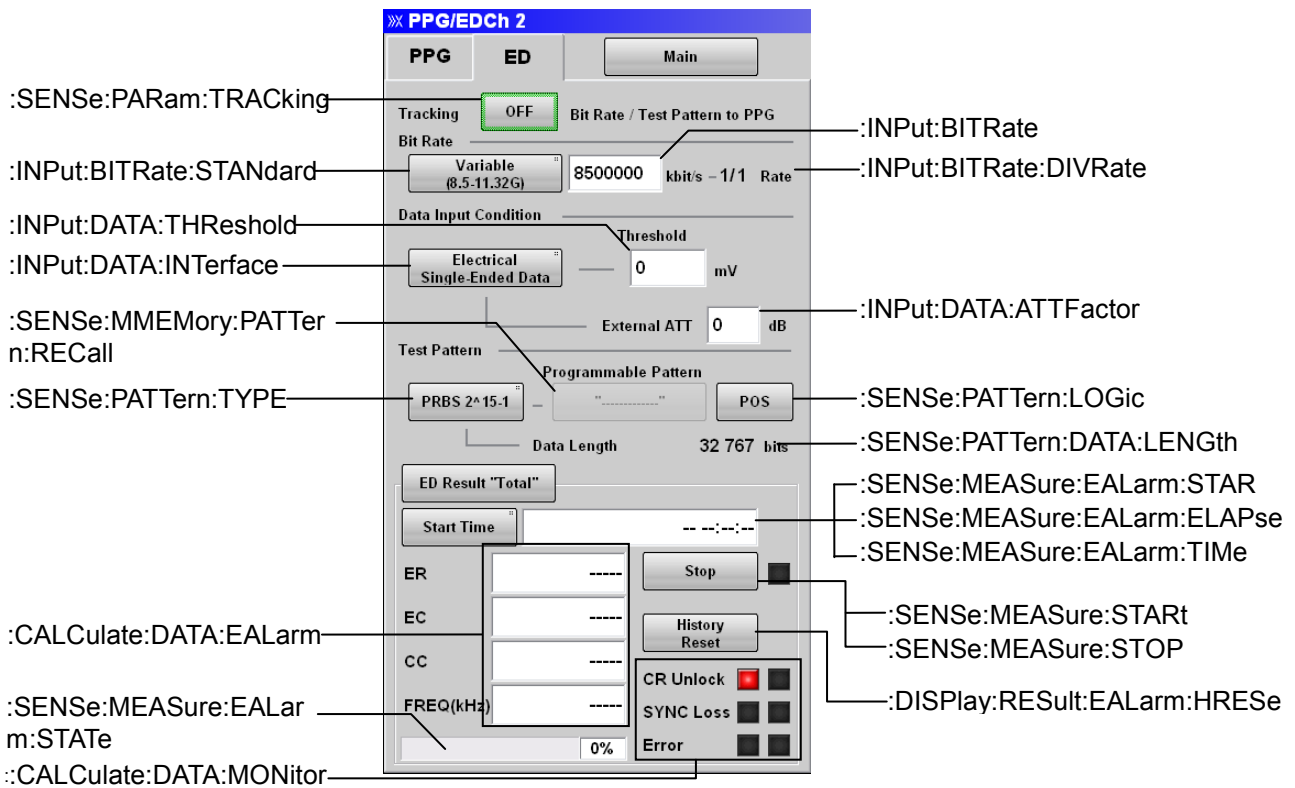 PPG/EDCh 2
PPG ED Main
:SENSe:PARam:TRACking
Tracking OFF Bit Rate / Test Pattern to PPG
:INPut:BITRate
Bit Rate
:INPut:BITRate:STANdard
Variable
(8.5-11.32G)
8500000 kbit/s – 1/1 Rate
:INPut:BITRate:DIVRate
Data Input Condition
:INPut:DATA:THReshold
Threshold
:INPut:DATA:INTerface
Electrical
Single-Ended Data
0 mV
:INPut:DATA:ATTFactor
External ATT 0 dB
:SENSe:MMEMory:PATTer
n:RECall
Test Pattern
Programmable Pattern
:SENSe:PATTern:TYPE
PRBS 2^15-1 "------------" POS
:SENSe:PATTern:LOGic
Data Length 32 767 bits
:SENSe:PATTern:DATA:LENGth
ED Result "Total"
:SENSe:MEASure:EALarm:STAR
Start Time -- --:--:--
:SENSe:MEASure:EALarm:ELAPse
:SENSe:MEASure:EALarm:TIMe
ER ----- Stop
:SENSe:MEASure:STARt
:SENSe:MEASure:STOP
EC -----
History
Reset
:CALCulate:DATA:EALarm
CC -----
CR Unlock
:DISPlay:RESult:EALarm:HRESe
FREQ(kHz) -----
SYNC Loss
:SENSe:MEASure:EALar
m:STATe
0% Error
::CALCulate:DATA:MONitor